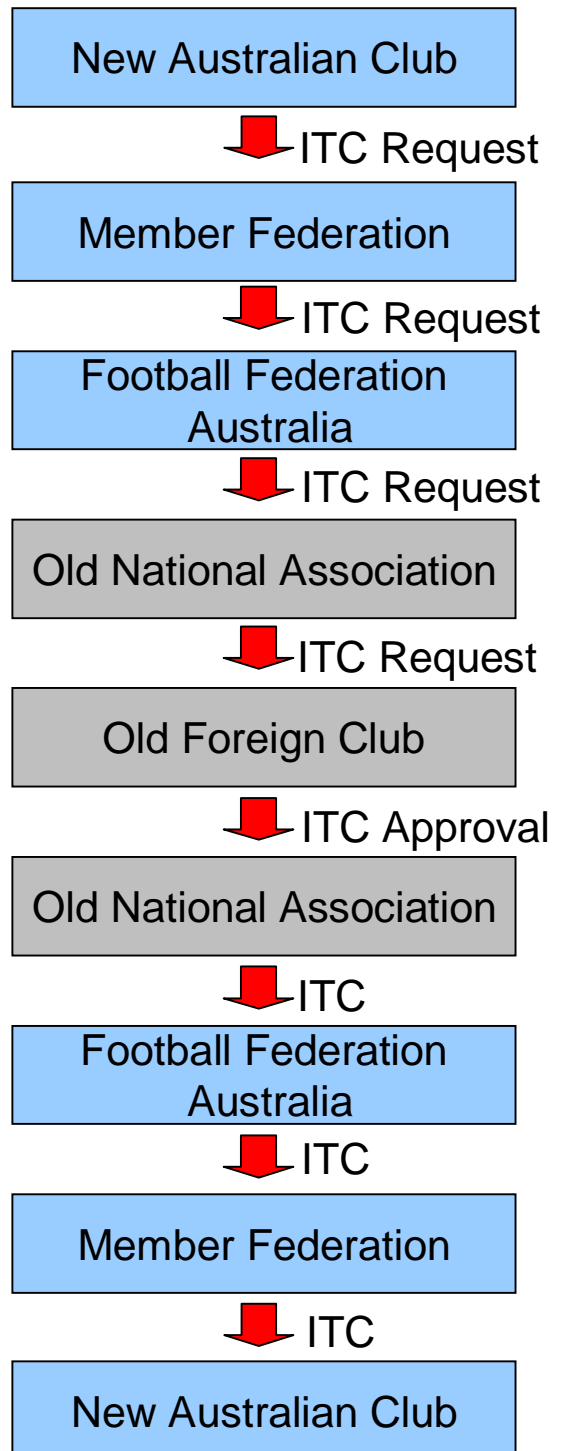 New Australian Club
ITC Request
Member Federation
ITC Request
Football Federation
Australia
ITC Request
Old National Association
ITC Request
Old Foreign Club
ITC Approval
Old National Association
ITC
Football Federation
Australia
ITC
Member Federation
ITC
New Australian Club